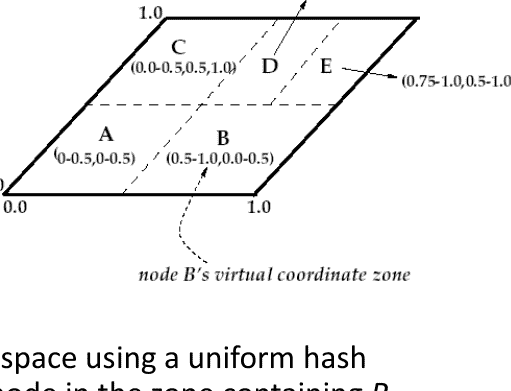 1.0
C
(0.0-0.5,0.5,1.0)
D
E
(0.75-1.0,0.5-1.0
A
(0-0.5,0-0.5)
B
(0.5-1.0,0.0-0.5)
0.0
1.0
node B's virtual coordinate zone
space using a uniform hash
node in the zone containing P